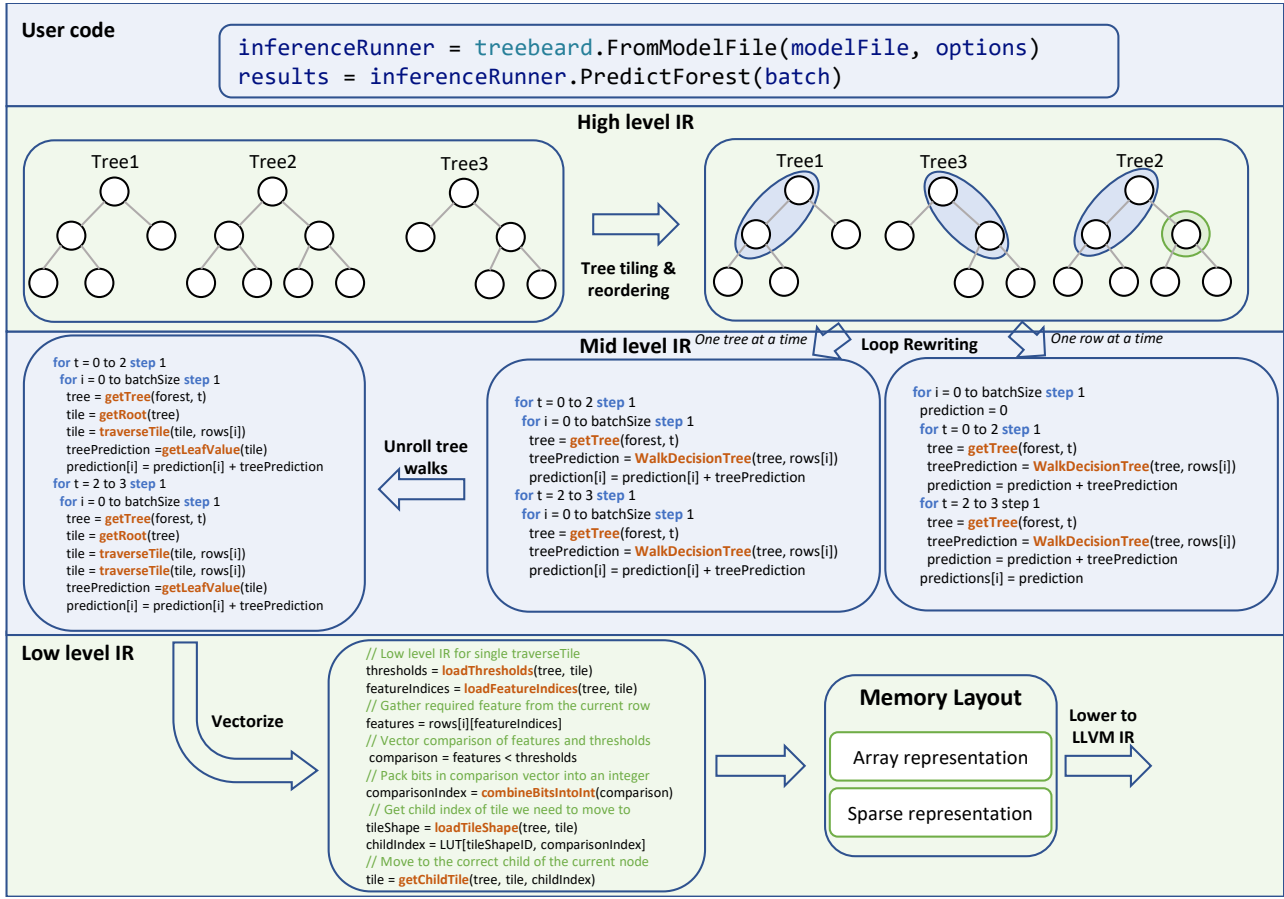 User code
inferenceRunner = treebeard.FromModelFile(modelFile, options)
results = inferenceRunner.PredictForest(batch)
High level IR
Tree1
Tree2
Tree3
Tree tiling &
reordering
Tree1
Tree3
Tree2
Mid level IR
One tree at a time
Loop Rewriting
One row at a time
for t = 0 to 2 step 1
for i = 0 to batchSize step 1
tree = getTree(forest, t)
tile = getRoot(tree)
tile = traverseTile(tile, rows[i])
treePrediction =getLeafValue(tile)
prediction[i] = prediction[i] + treePrediction
for t = 2 to 3 step 1
for i = 0 to batchSize step 1
tree = getTree(forest, t)
tile = getRoot(tree)
tile = traverseTile(tile, rows[i])
tile = traverseTile(tile, rows[i])
treePrediction =getLeafValue(tile)
prediction[i] = prediction[i] + treePrediction
Unroll tree
walks
for t = 0 to 2 step 1
for i = 0 to batchSize step 1
tree = getTree(forest, t)
treePrediction = WalkDecisionTree(tree, rows[i])
prediction[i] = prediction[i] + treePrediction
for t = 2 to 3 step 1
for i = 0 to batchSize step 1
tree = getTree(forest, t)
treePrediction = WalkDecisionTree(tree, rows[i])
prediction[i] = prediction[i] + treePrediction
for i = 0 to batchSize step 1
prediction = 0
for t = 0 to 2 step 1
tree = getTree(forest, t)
treePrediction = WalkDecisionTree(tree, rows[i])
prediction = prediction + treePrediction
for t = 2 to 3 step 1
tree = getTree(forest, t)
treePrediction = WalkDecisionTree(tree, rows[i])
prediction = prediction + treePrediction
predictions[i] = prediction
Low level IR
Vectorize
// Low level IR for single traverseTile
thresholds = loadThresholds(tree, tile)
featureIndices = loadFeatureIndices(tree, tile)
// Gather required feature from the current row
features = rows[i][featureIndices]
// Vector comparison of features and thresholds
comparison = features < thresholds
// Pack bits in comparison vector into an integer
comparisonIndex = combineBitsIntoInt(comparison)
// Get child index of tile we need to move to
tileShape = loadTileShape(tree, tile)
childIndex = LUT[tileShapeID, comparisonIndex]
// Move to the correct child of the current node
tile = getChildTile(tree, tile, childIndex)
Memory Layout
Array representation
Sparse representation
Lower to
LLVM IR